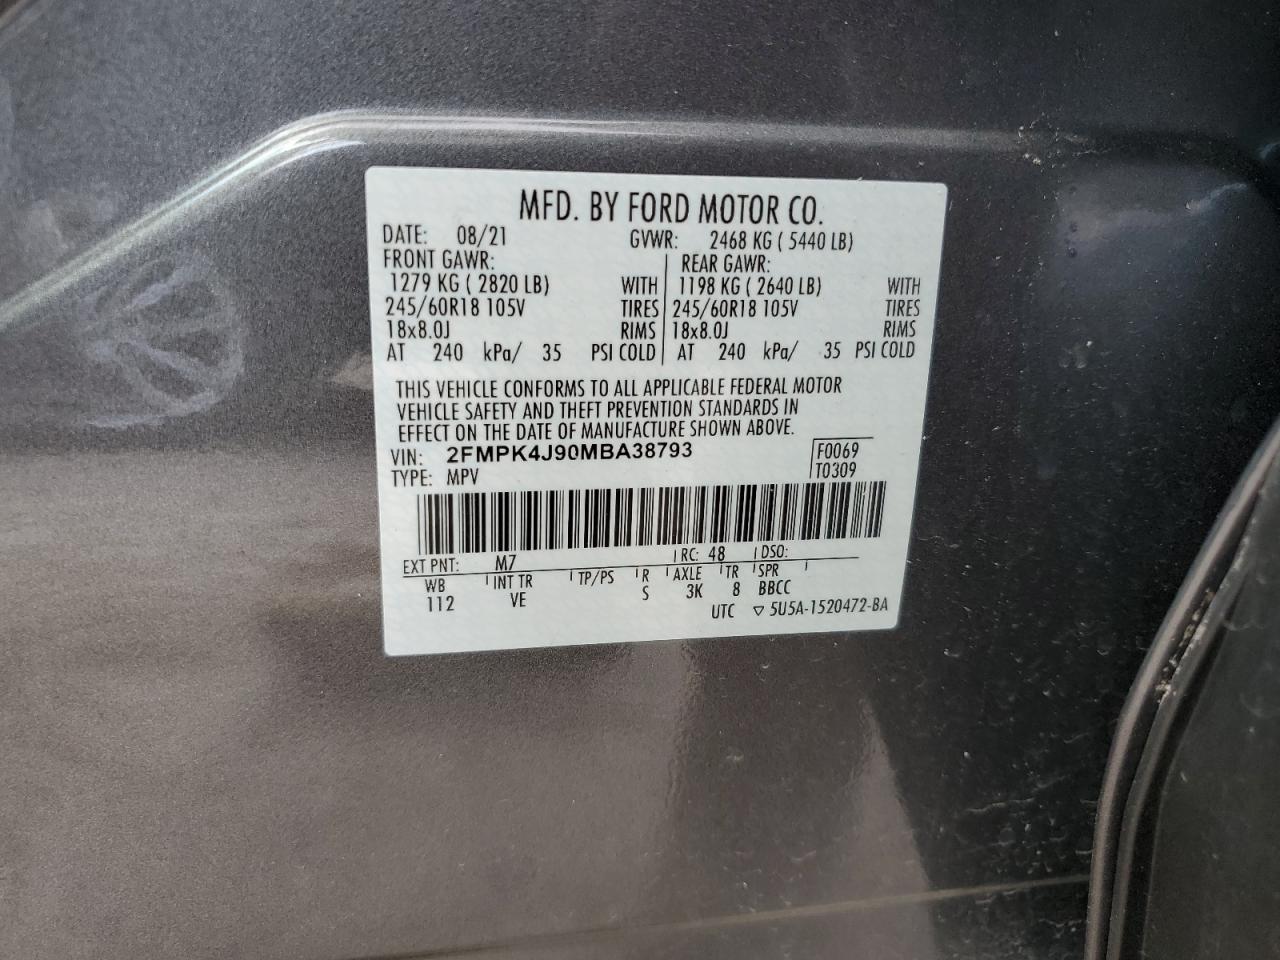 MFD. BY FORD MOTOR CO.
DATE: 08/21 GVWR: 2468 KG ( 5440 LB)
FRONT GAWR: REAR GAWR:
1279 KG ( 2820 LB) WITH 1198 KG ( 2640 LB) WITH
245/60R18 105V TIRES 245/60R18 105V TIRES
18x8.0J RIMS 18x8.0J RIMS
AT 240 kPa/ 35 PSI COLD AT 240 kPa/ 35 PSI COLD
THIS VEHICLE CONFORMS TO ALL APPLICABLE FEDERAL MOTOR
VEHICLE SAFETY AND THEFT PREVENTION STANDARDS IN
EFFECT ON THE DATE OF MANUFACTURE SHOWN ABOVE.
VIN: 2FMPK4J90MBA38793 F0069
TYPE: MPV T0309
EXT PNT: M7 RC: 48 DSO:
WB INT TR TP/PS R AXLE TR SPR
112 VE S 3K 8 BBCC
UTC ▽ 5U5A-1520472-BA